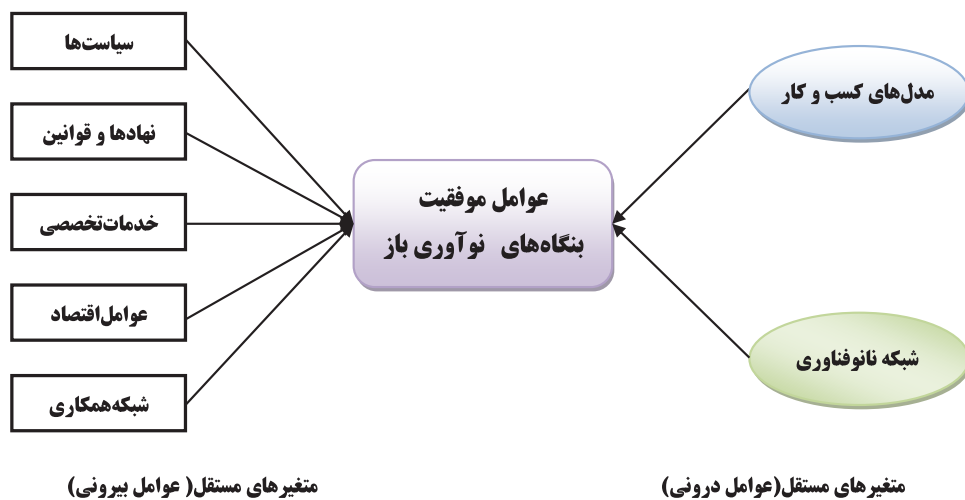 سیاست‌ها
نهادها و قوانین
خدمات‌تخصصی
عوامل‌اقتصاد
شبکه‌همکاری
عوامل موفقیت
بنگاه‌های نوآوری باز
مدل‌های کسب و کار
شبکه نانوفناوری
متغیرهای مستقل( عوامل بیرونی)
متغیرهای مستقل(عوامل درونی)